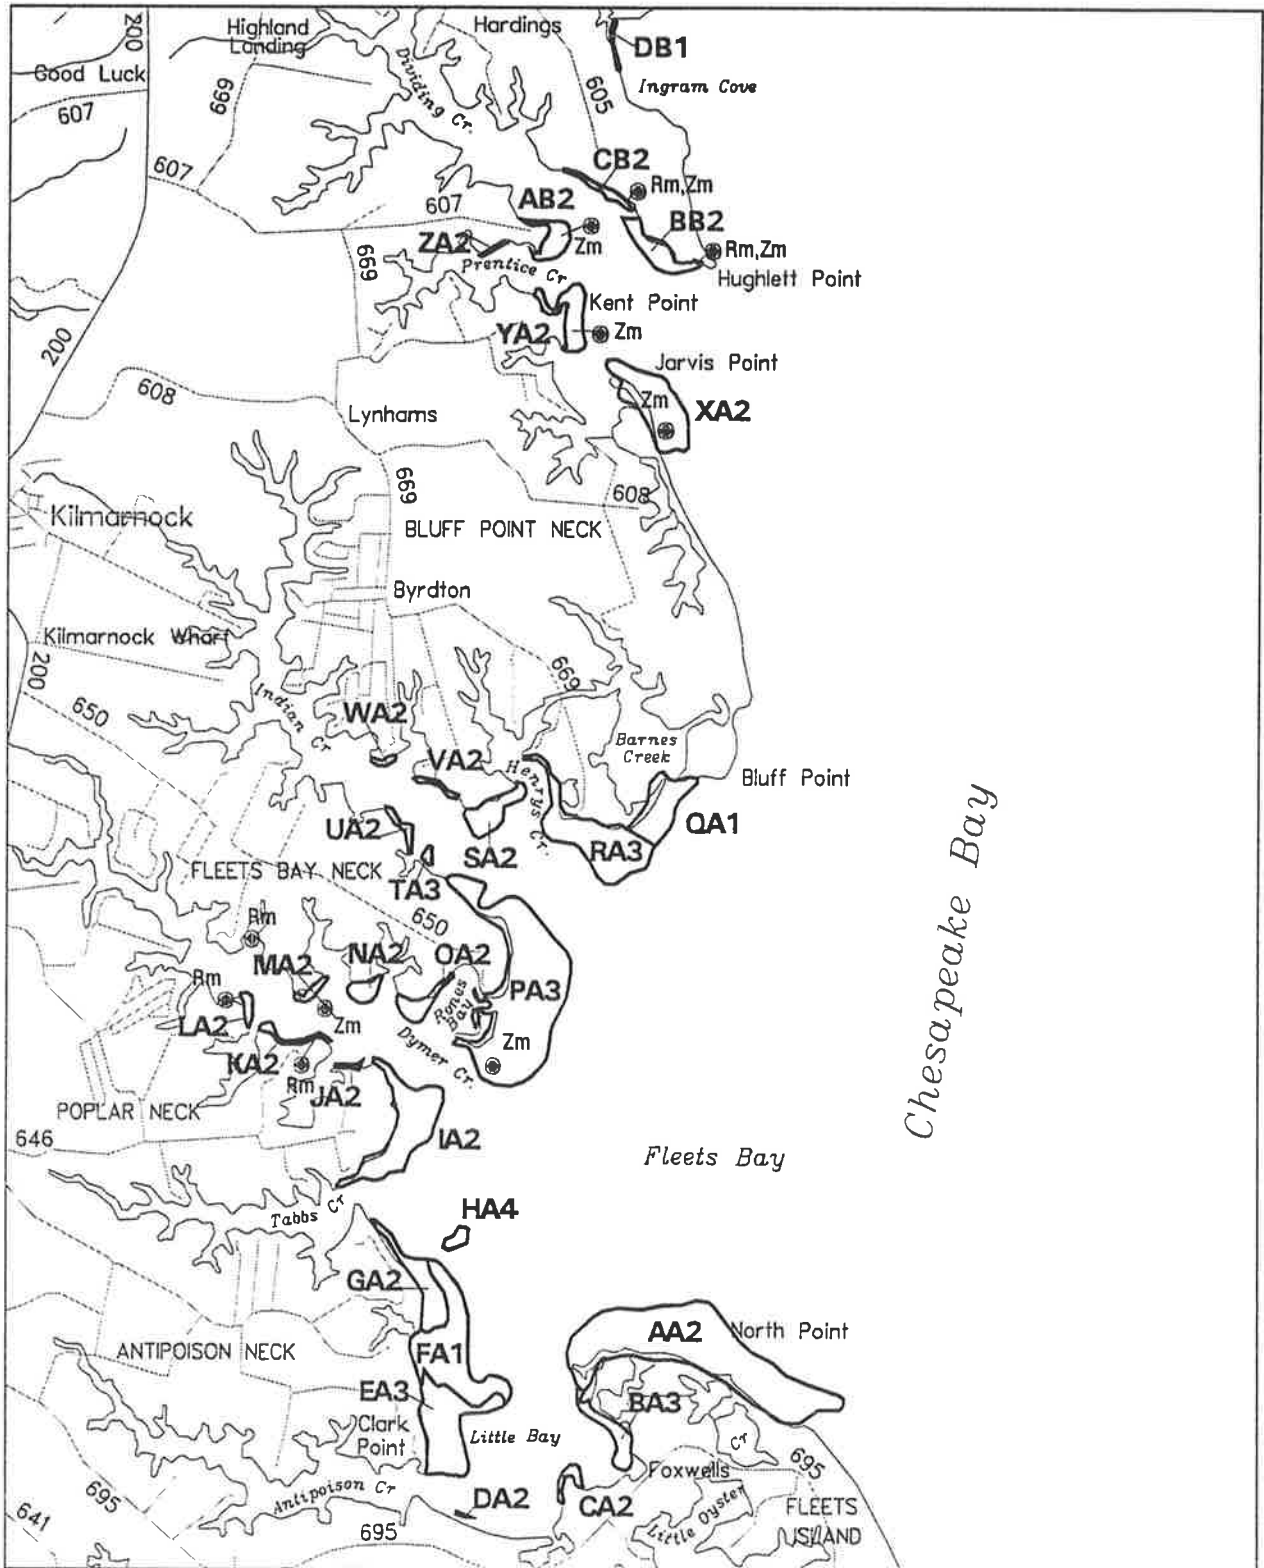 200
Highland
Landing
Hardings
DB1
Good Luck
Dividing Cr.
Ingram Cove
607
699
605
CB2
Rm,Zm
607
AB2
607
BB2
Zm
ZA2
Rm,Zm
669
Prentice Cr
Hughlett Point
Kent Point
YA2
Zm
200
Jarvis Point
608
Zm
XA2
Lynhams
669
608
Kilmarnock
BLUFF POINT NECK
Byrdton
Kilmarnock Wharf
200
669
650
Indian Cr
WA2
Barnes
Creek
VA2
Henrys Cr.
Bluff Point
UA2
QA1
SA2
RA3
FLEETS BAY NECK
TA3
Chesapeake Bay
650
Rm
MA2
NA2
OA2
Rm
PA3
Rones
Bay
LA2
Zm
Dymer Cr.
Zm
KA2
Rm
JA2
POPLAR NECK
646
IA2
Fleets Bay
Tabbs Cr
HA4
GA2
AA2
North Point
ANTIPOISON NECK
FA1
EA3
BA3
Clark
Point
Little Bay
Cr
695
Foxwells
Antipoison Cr
695
DA2
CA2
Little Oyster
FLEETS
ISLAND
641
695